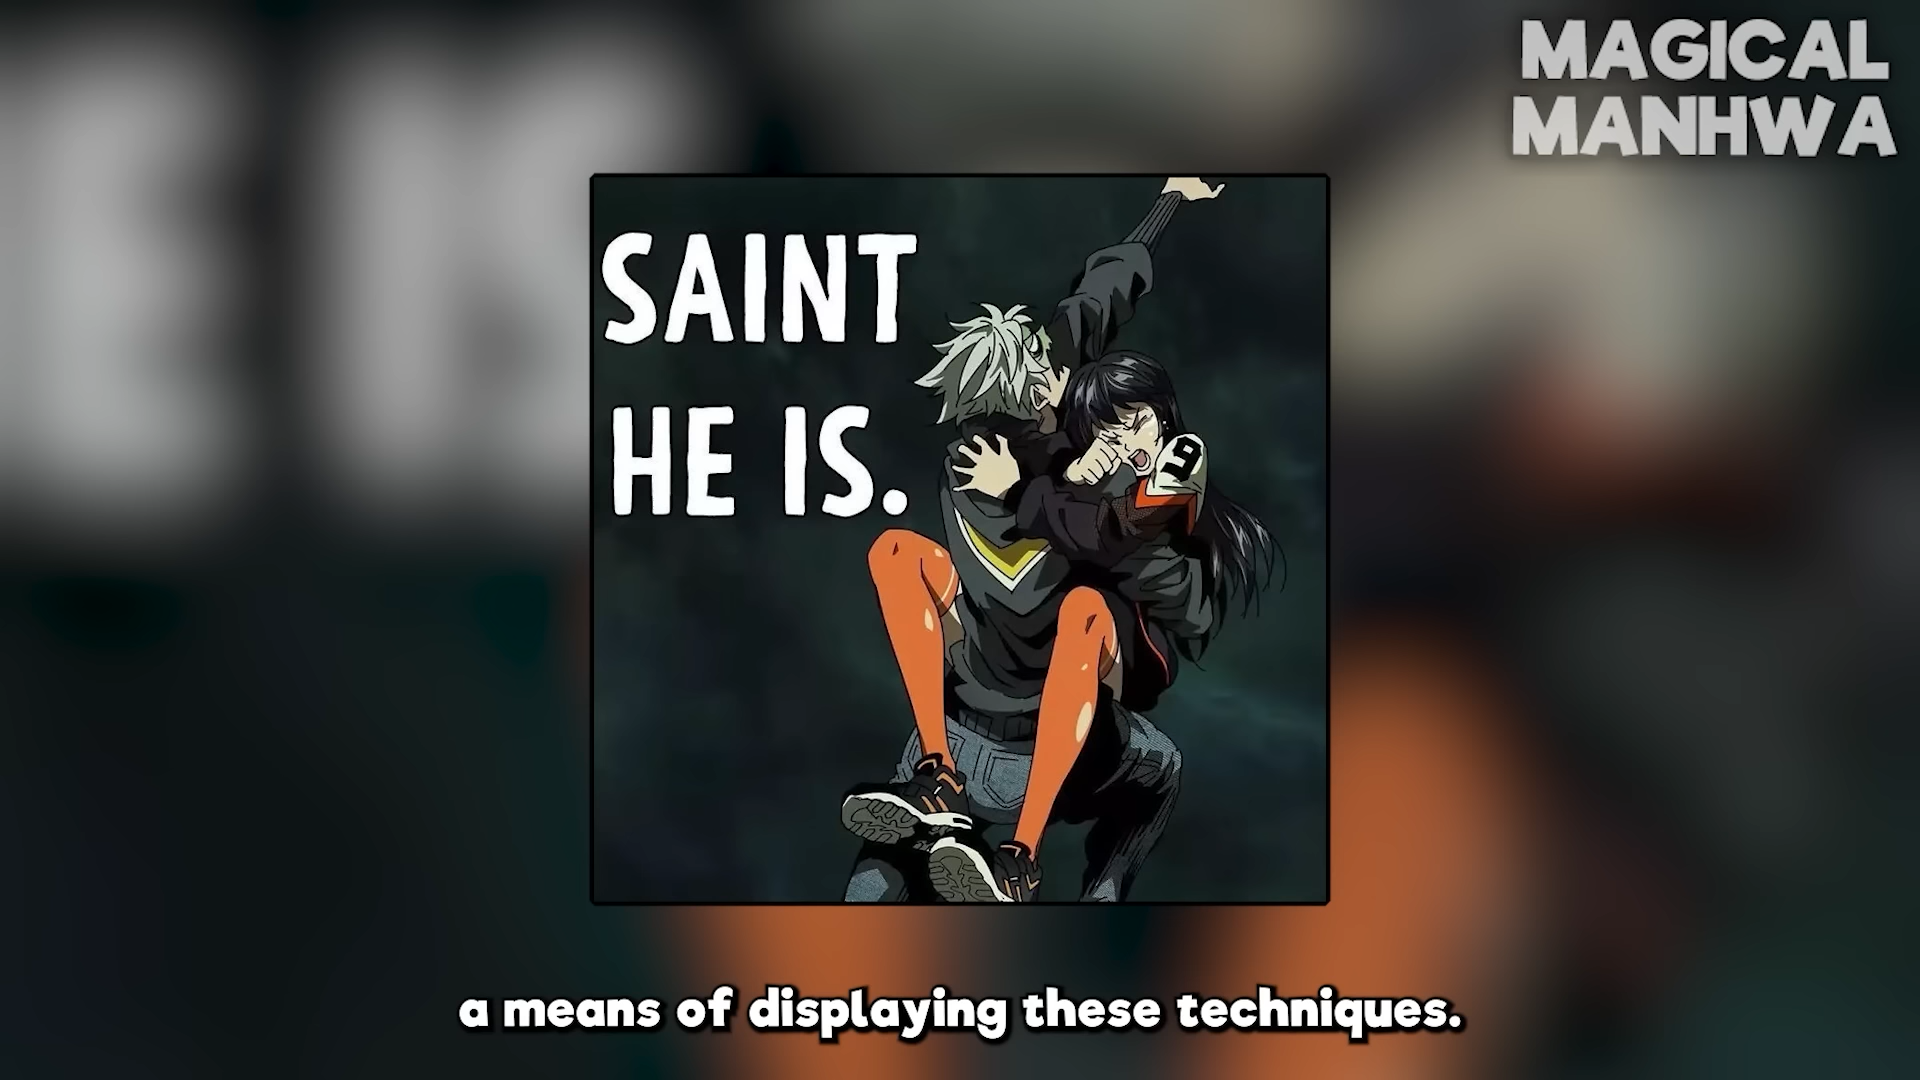 MAGICAL
MANHWA
SAINT
HE IS.
9
a means of displaying these techniques.